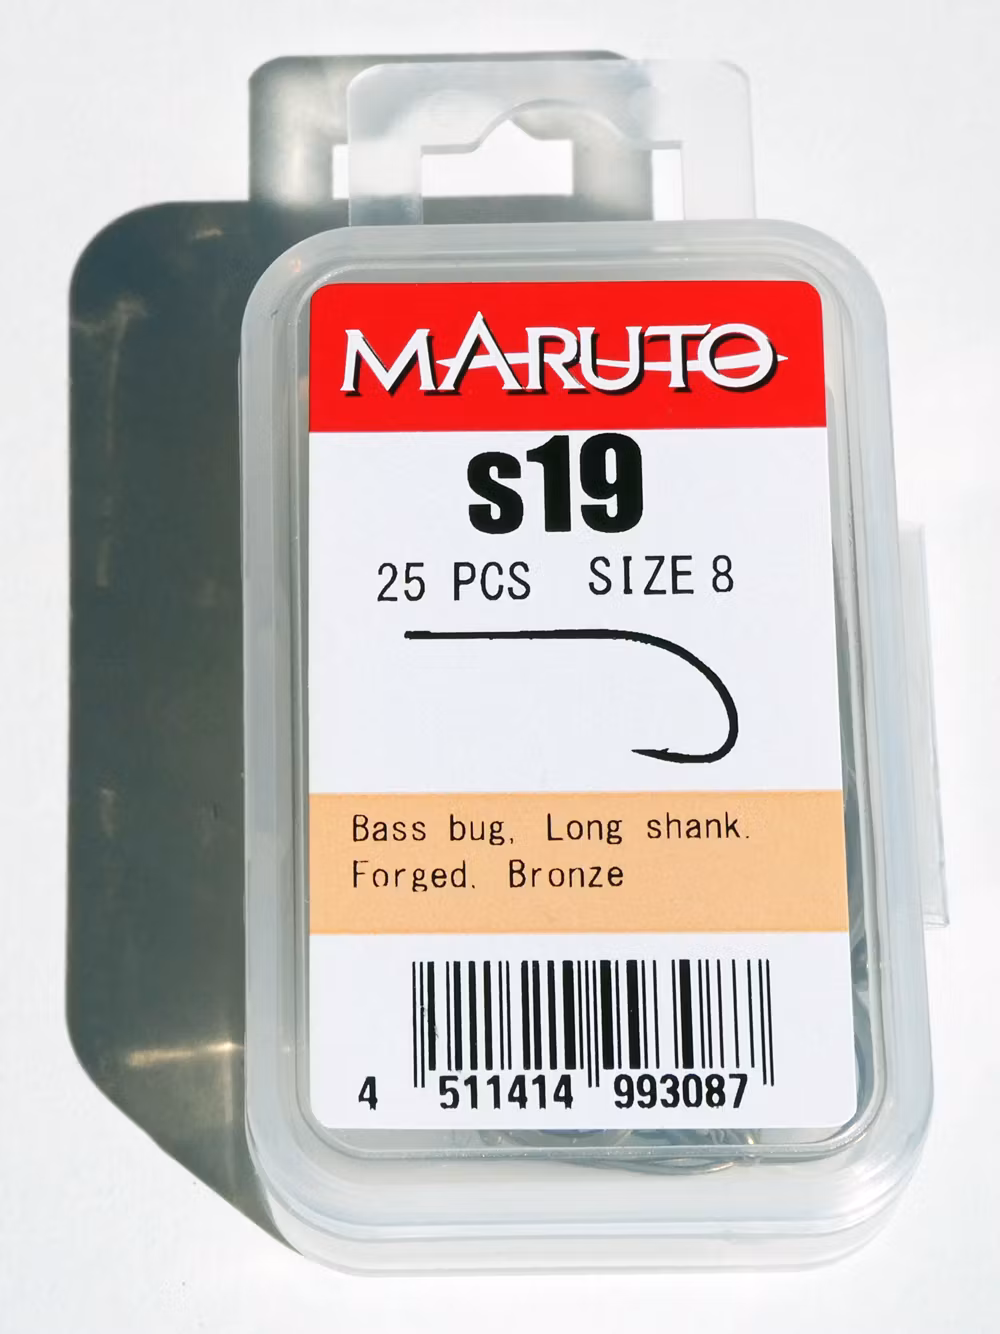 MARUTO
s19
25 PCS SIZE 8
Bass bug, Long shank.
Forged. Bronze
4 511414 993087